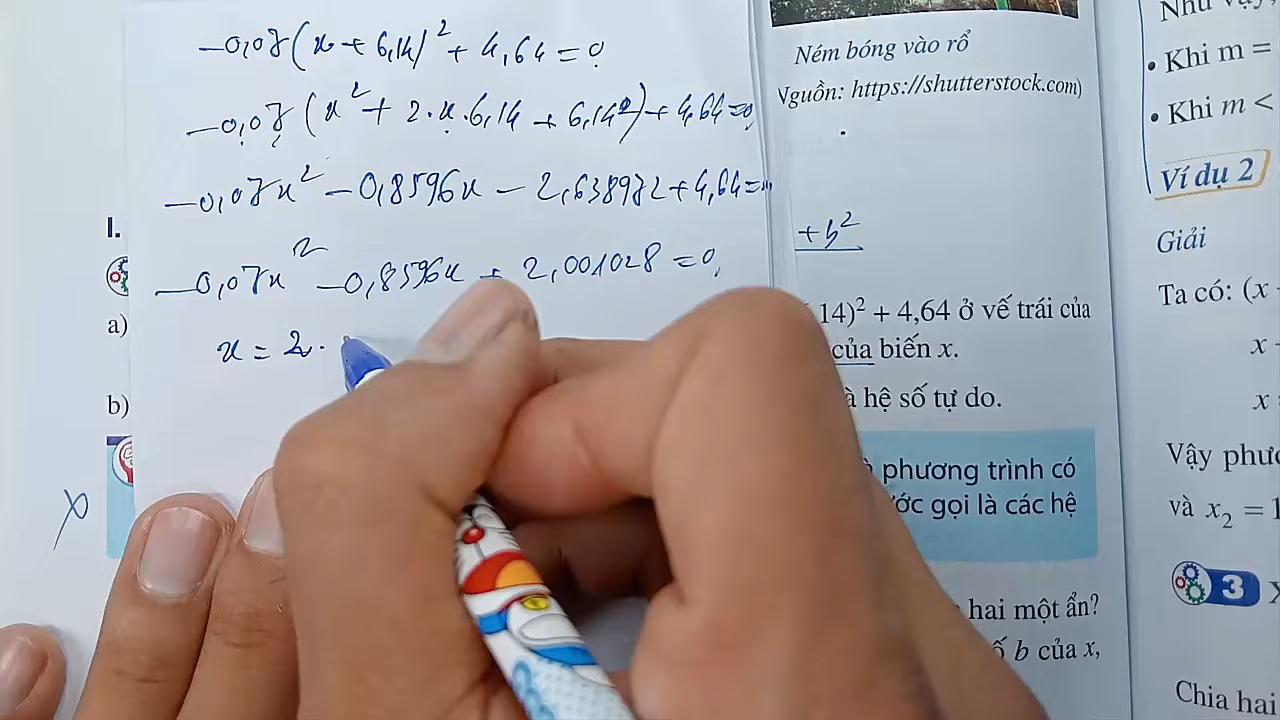 -0,07(x + 6,14)² + 4,64 = 0
-0,07(x² + 2.x.6,14 + 6,14²) + 4,64 = 0
-0,07x² - 0,8596x - 2,638972 + 4,64 =
-0,07x² - 0,8596x + 2,001028 = 0
x = 2.
I.
a)
b)
Ném bóng vào rổ
Nguồn: https://shutterstock.com)
+ b²
14)² + 4,64 ở vế trái của
của biến x.
à hệ số tự do.
phương trình có
ớc gọi là các hệ
hai một ẩn?
ố b của x,
Như vậy,
• Khi m =
• Khi m <
Ví dụ 2
Giải
Ta có: (x
x
x
Vậy phư
và x₂ = 1
3
Chia hai